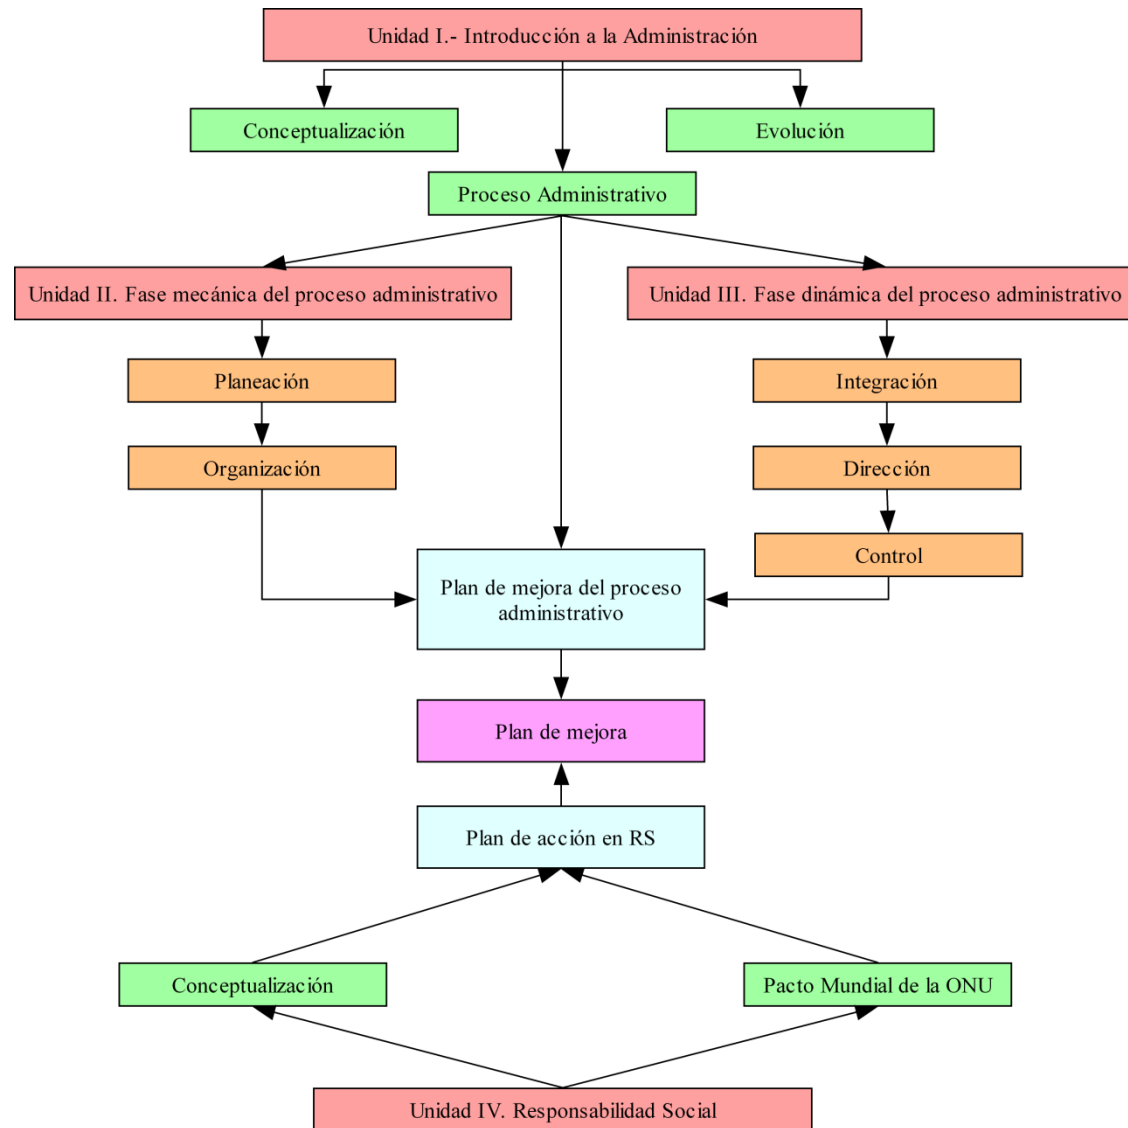 Unidad I.- Introducción a la Administración
Conceptualización
Evolución
Proceso Administrativo
Unidad II. Fase mecánica del proceso administrativo
Unidad III. Fase dinámica del proceso administrativo
Planeación
Integración
Organización
Dirección
Control
Plan de mejora del proceso
administrativo
Plan de mejora
Plan de acción en RS
Conceptualización
Pacto Mundial de la ONU
Unidad IV. Responsabilidad Social